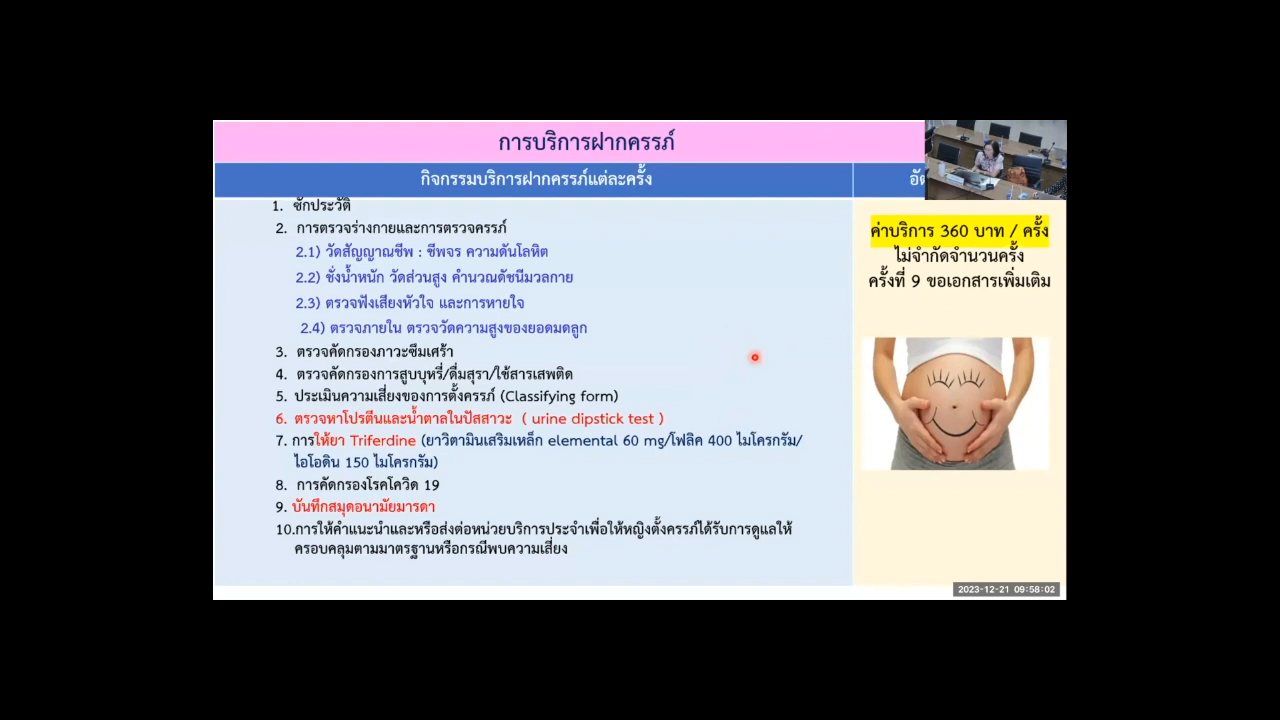 การบริการฝากครรภ์
กิจกรรมบริการฝากครรภ์แต่ละครั้ง
1. ซักประวัติ
2. การตรวจร่างกายและการตรวจครรภ์
2.1) วัดสัญญาณชีพ : ชีพจร ความดันโลหิต
2.2) ชั่งน้ำหนัก วัดส่วนสูง คำนวณดัชนีมวลกาย
2.3) ตรวจฟังเสียงหัวใจ และการหายใจ
2.4) ตรวจภายใน ตรวจวัดความสูงของยอดมดลูก
3. ตรวจคัดกรองภาวะซึมเศร้า
4. ตรวจคัดกรองการสูบบุหรี่/ดื่มสุรา/ใช้สารเสพติด
5. ประเมินความเสี่ยงของการตั้งครรภ์ (Classifying form)
6. ตรวจหาโปรตีนและน้ำตาลในปัสสาวะ ( urine dipstick test )
7. การให้ยา Triferdine (ยาวิตามินเสริมเหล็ก elemental 60 mg/โฟลิค 400 ไมโครกรัม/
ไอโอดิน 150 ไมโครกรัม)
8. การคัดกรองโรคโควิด 19
9. บันทึกสมุดอนามัยมารดา
10.การให้คำแนะนำและหรือส่งต่อหน่วยบริการประจำเพื่อให้หญิงตั้งครรภ์ได้รับการดูแลให้
ครอบคลุมตามมาตรฐานหรือกรณีพบความเสี่ยง
ค่าบริการ 360 บาท / ครั้ง
ไม่จำกัดจำนวนครั้ง
ครั้งที่ 9 ขอเอกสารเพิ่มเติม
2023-12-21 09:58:02